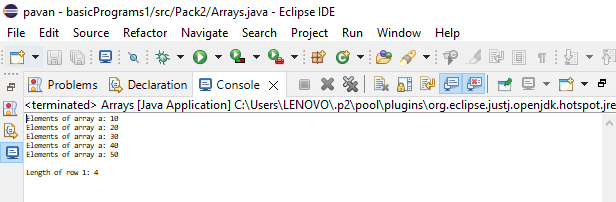 pavan - basicPrograms1/src/Pack2/Arrays.java - Eclipse IDE
File Edit Source Refactor Navigate Search Project Run Window Help
Problems Declaration Console
<terminated> Arrays [Java Application] C:\Users\LENOVO\.p2\pool\plugins\org.eclipse.justj.openjdk.hotspot.jre
Elements of array a: 10
Elements of array a: 20
Elements of array a: 30
Elements of array a: 40
Elements of array a: 50
Length of row 1: 4